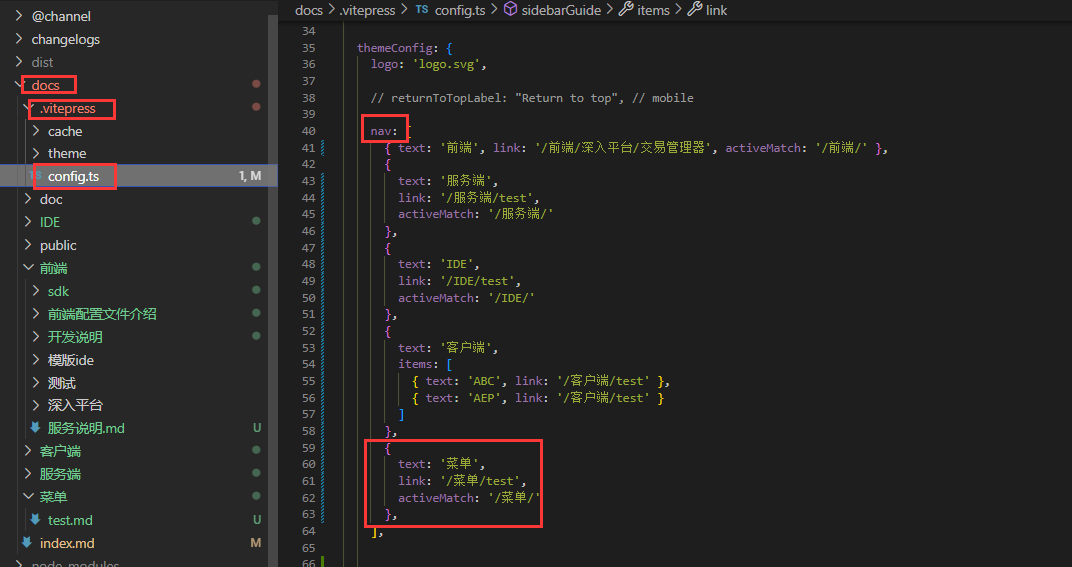 @channel
changelogs
dist
docs
.vitepress
cache
theme
TS config.ts 1, M
doc
IDE
public
前端
sdk
前端配置文件介绍
开发说明
模版ide
测试
深入平台
服务说明.md U
客户端
服务端
菜单
test.md U
index.md M
node_modules
docs > .vitepress > TS config.ts > sidebarGuide > items > link
34
35 themeConfig: {
36 logo: 'logo.svg',
37
38 // returnToTopLabel: "Return to top", // mobile
39
40 nav: [
41 { text: '前端', link: '/前端/深入平台/交易管理器', activeMatch: '/前端/' },
42 {
43 text: '服务端',
44 link: '/服务端/test',
45 activeMatch: '/服务端/'
46 },
47 {
48 text: 'IDE',
49 link: '/IDE/test',
50 activeMatch: '/IDE/'
51 },
52 {
53 text: '客户端',
54 items: [
55 { text: 'ABC', link: '/客户端/test' },
56 { text: 'AEP', link: '/客户端/test' }
57 ]
58 },
59 {
60 text: '菜单',
61 link: '/菜单/test',
62 activeMatch: '/菜单/'
63 },
64 ],
65
66